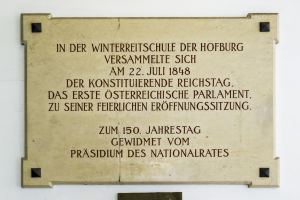 IN DER WINTERREITSCHULE DER HOFBURG
VERSAMMELTE SICH
AM 22. JULI 1848
DER KONSTITUIERENDE REICHSTAG,
DAS ERSTE ÖSTERREICHISCHE PARLAMENT,
ZU SEINER FEIERLICHEN ERÖFFNUNGSSITZUNG.
ZUM 150. JAHRESTAG
GEWIDMET VOM
PRÄSIDIUM DES NATIONALRATES